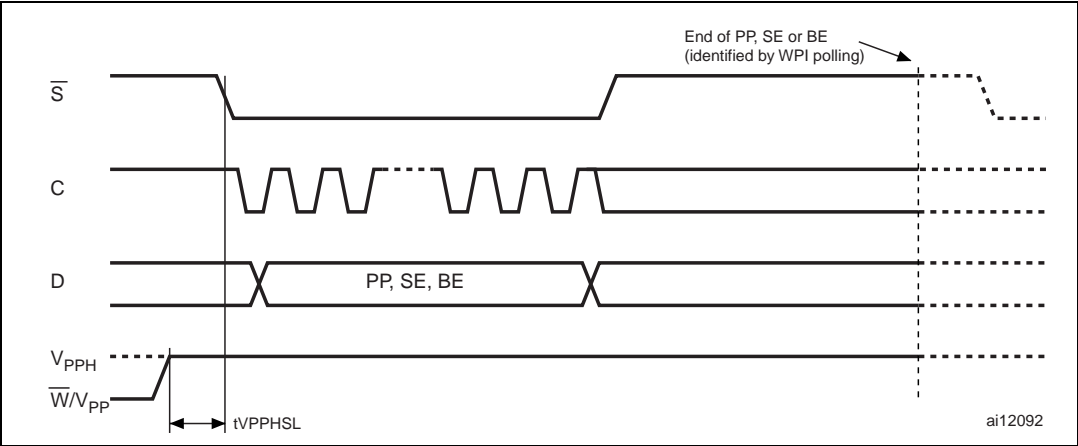 End of PP, SE or BE
(identified by WPI polling)
S̅
C
D
PP, SE, BE
VPPH
W̅/VPP
tVPPHSL
ai12092